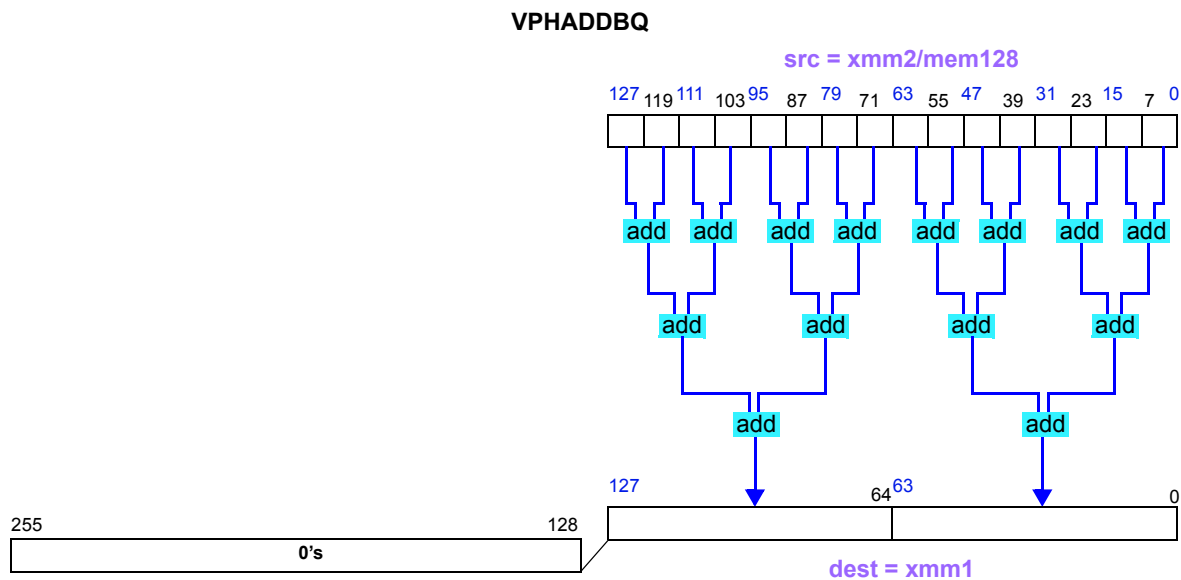 VPHADDBQ
src = xmm2/mem128
127 119 111 103 95 87 79 71 63 55 47 39 31 23 15 7 0
add add add add add add add add
add add add add
add add
127 64 63 0
255 128
0's
dest = xmm1